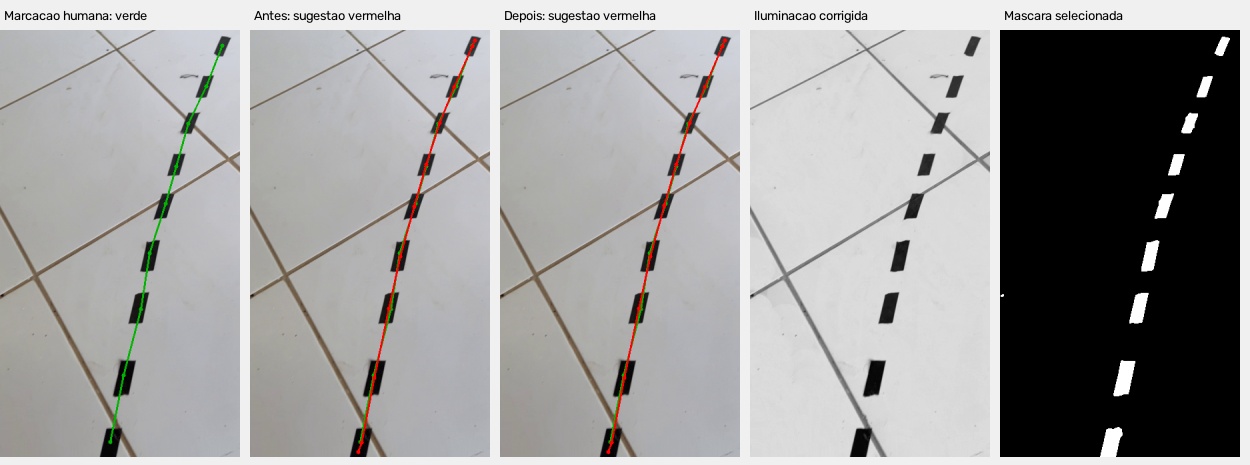 Marcacao humana: verde
Antes: sugestao vermelha
Depois: sugestao vermelha
Iluminacao corrigida
Mascara selecionada